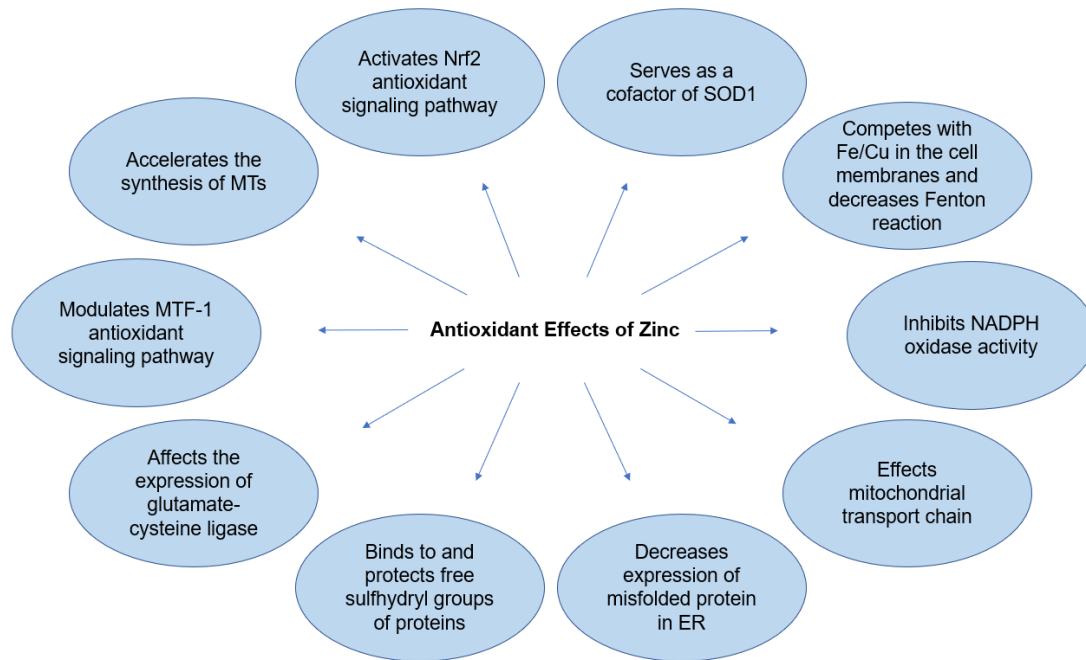 Activates Nrf2
antioxidant
signaling pathway
Serves as a
cofactor of SOD1
Accelerates the
synthesis of MTs
Competes with
Fe/Cu in the cell
membranes and
decreases Fenton
reaction
Modulates MTF-1
antioxidant
signaling pathway
Antioxidant Effects of Zinc
Inhibits NADPH
oxidase activity
Affects the
expression of
glutamate-
cysteine ligase
Effects
mitochondrial
transport chain
Binds to and
protects free
sulfhydryl groups
of proteins
Decreases
expression of
misfolded protein
in ER